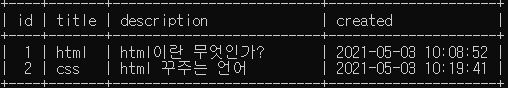 | id | title | description | created |
| 1 | html | html이란 무엇인가? | 2021-05-03 10:08:52 |
| 2 | css | html 꾸주는 언어 | 2021-05-03 10:19:41 |